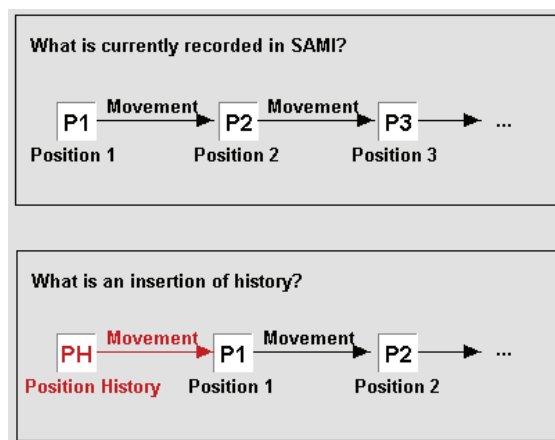 What is currently recorded in SAMI?
Movement Movement
P1 P2 P3 ...
Position 1 Position 2 Position 3
What is an insertion of history?
Movement Movement
PH P1 P2 ...
Position History Position 1 Position 2